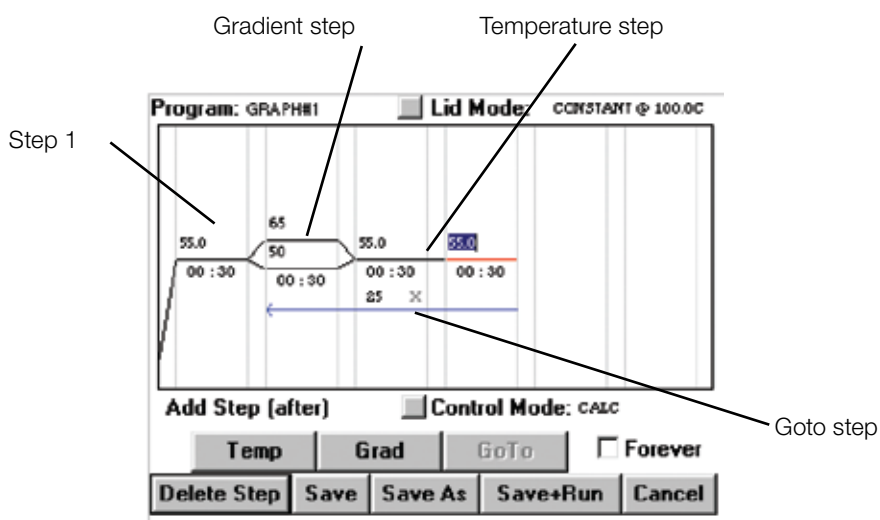 Gradient step Temperature step
Program: GRAPH#1 Lid Mode: CONSTANT @ 100.0C
Step 1
65
55.0 50 55.0 55.0
00:30 00:30 00:30 00:30
25 X
Add Step (after) Control Mode: CALC
Goto step
Temp Grad GoTo Forever
Delete Step Save Save As Save+Run Cancel